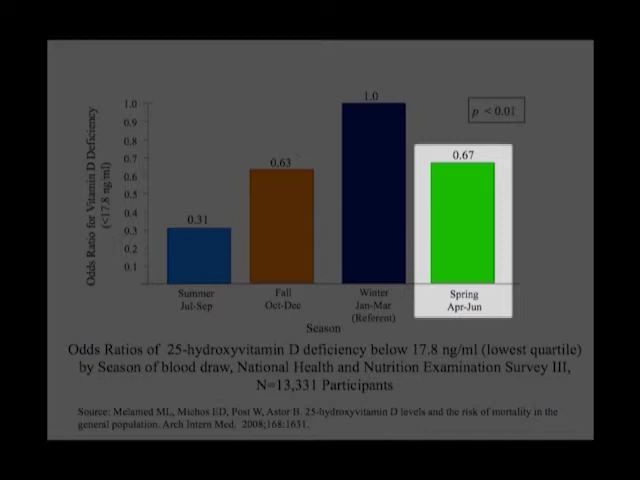 Odds Ratio for Vitamin D Deficiency
(<17.8 ng/ml)
1.0
0.9
0.8
0.7
0.6
0.5
0.4
0.3
0.2
0.1
0.31
0.63
1.0
0.67
p < 0.01
Summer
Jul-Sep
Fall
Oct-Dec
Winter
Jan-Mar
(Referent)
Spring
Apr-Jun
Season
Odds Ratios of 25-hydroxyvitamin D deficiency below 17.8 ng/ml (lowest quartile)
by Season of blood draw, National Health and Nutrition Examination Survey III,
N=13,331 Participants
Source: Melamed ML, Michos ED, Post W, Astor B. 25-hydroxyvitamin D levels and the risk of mortality in the
general population. Arch Intern Med. 2008;168:1631.